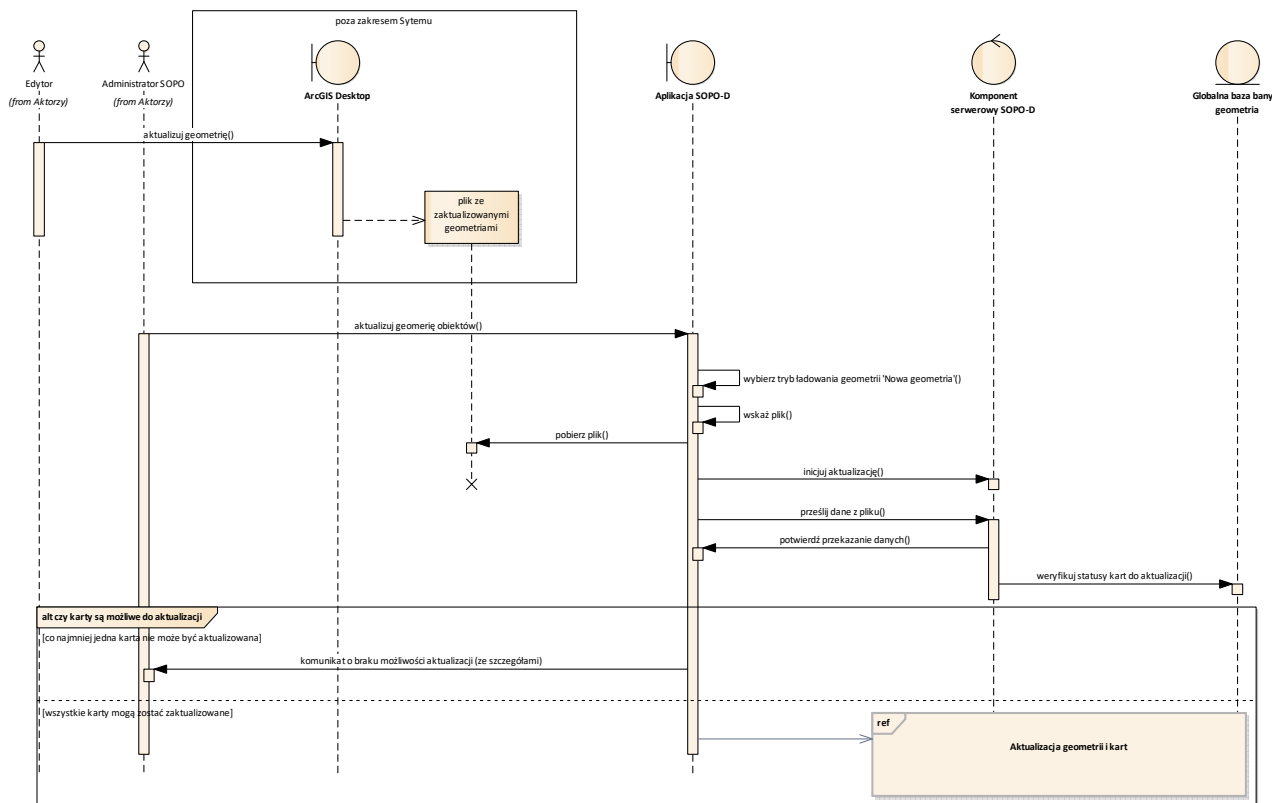 poza zakresem Sytemu
Edytor
(from Aktorzy)
Administrator SOPO
(from Aktorzy)
ArcGIS Desktop
Aplikacja SOPO-D
Komponent
serwerowy SOPO-D
Globalna baza bany
geometria
aktualizuj geometrię()
plik ze
zaktualizowanymi
geometriami
aktualizuj geomerię obiektów()
wybierz tryb ładowania geometrii 'Nowa geometria'()
wskaż plik()
pobierz plik()
inicjuj aktualizację()
prześlij dane z pliku()
potwierdź przekazanie danych()
weryfikuj statusy kart do aktualizacji()
alt czy karty są możliwe do aktualizacji
[co najmniej jedna karta nie może być aktualizowana]
komunikat o braku możliwości aktualizacji (ze szczegółami)
[wszystkie karty mogą zostać zaktualizowane]
ref
Aktualizacja geometrii i kart